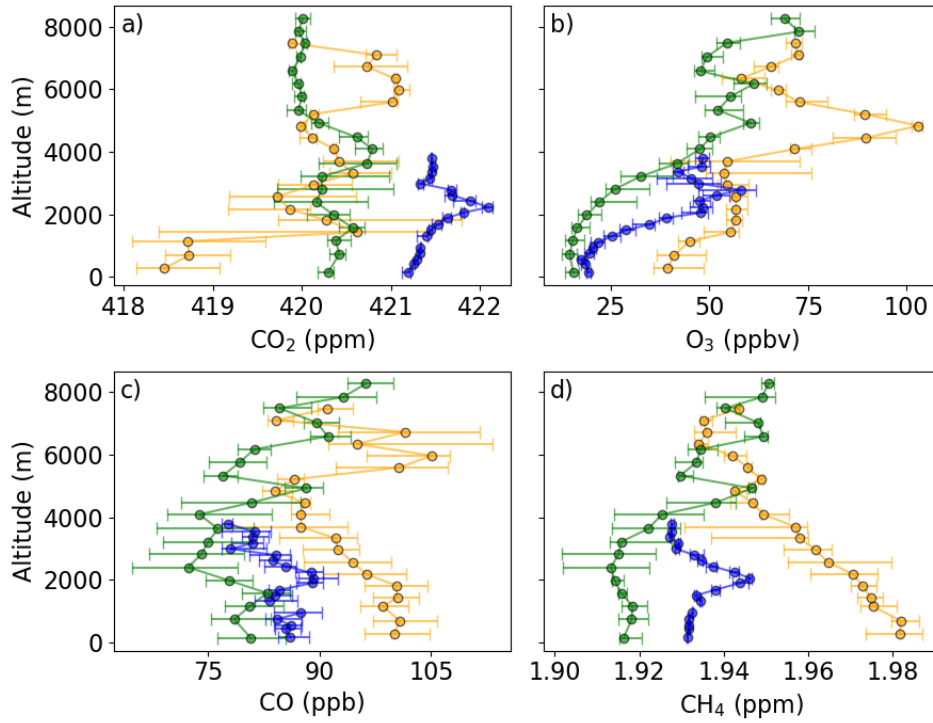 a)
b)
Altitude (m)
8000
6000
4000
2000
0
418
419
420
421
422
CO₂ (ppm)
25
50
75
100
O₃ (ppbv)
c)
d)
Altitude (m)
8000
6000
4000
2000
0
75
90
105
CO (ppb)
1.90
1.92
1.94
1.96
1.98
CH₄ (ppm)